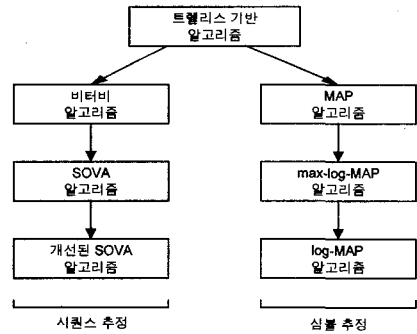 트렐리스 기반
알고리즘
비터비
알고리즘
MAP
알고리즘
SOVA
알고리즘
max-log-MAP
알고리즘
개선된 SOVA
알고리즘
log-MAP
알고리즘
시퀀스 추정
심볼 추정